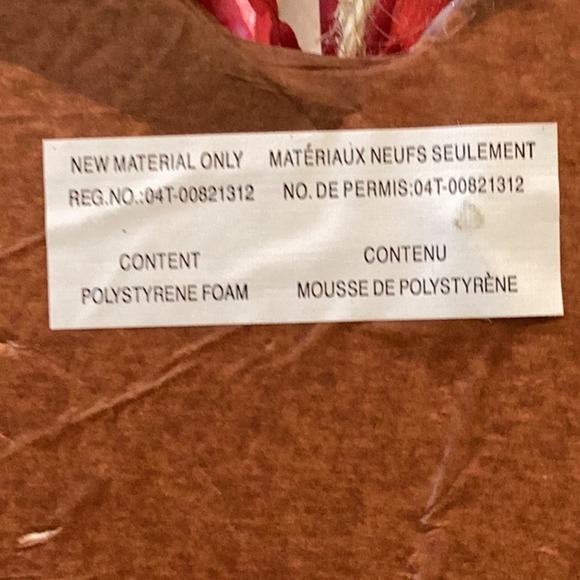 NEW MATERIAL ONLY MATÉRIAUX NEUFS SEULEMENT
REG.NO.:04T-00821312 NO. DE PERMIS:04T-00821312
CONTENT CONTENU
POLYSTYRENE FOAM MOUSSE DE POLYSTYRÈNE